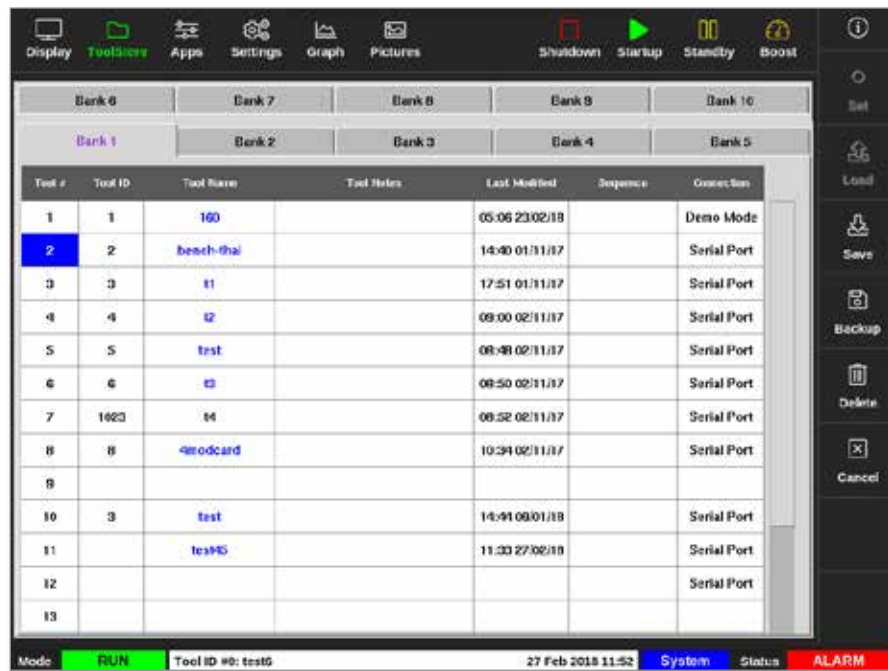 Display ToolStore Apps Settings Graph Pictures Shutdown Startup Standby Boost
Set
Load
Save
Backup
Delete
Cancel
Bank 6 Bank 7 Bank 8 Bank 9 Bank 10
Bank 1 Bank 2 Bank 3 Bank 4 Bank 5
Tool # Tool ID Tool Name Tool Notes Last Modified Sequence Connection
1 1 160 05:06 23/02/18 Demo Mode
2 2 bench-thai 14:40 01/11/17 Serial Port
3 3 t1 17:51 01/11/17 Serial Port
4 4 t2 08:00 02/11/17 Serial Port
5 5 test 08:48 02/11/17 Serial Port
6 6 t3 08:50 02/11/17 Serial Port
7 1023 t4 08:52 02/11/17 Serial Port
8 8 4modcard 10:34 02/11/17 Serial Port
9
10 3 test 14:44 Serial Port
11 test45 11:33 27/02/18 Serial Port
12 Serial Port
13
Mode RUN Tool ID #0: test6 27 Feb 2018 11:52 System Status ALARM